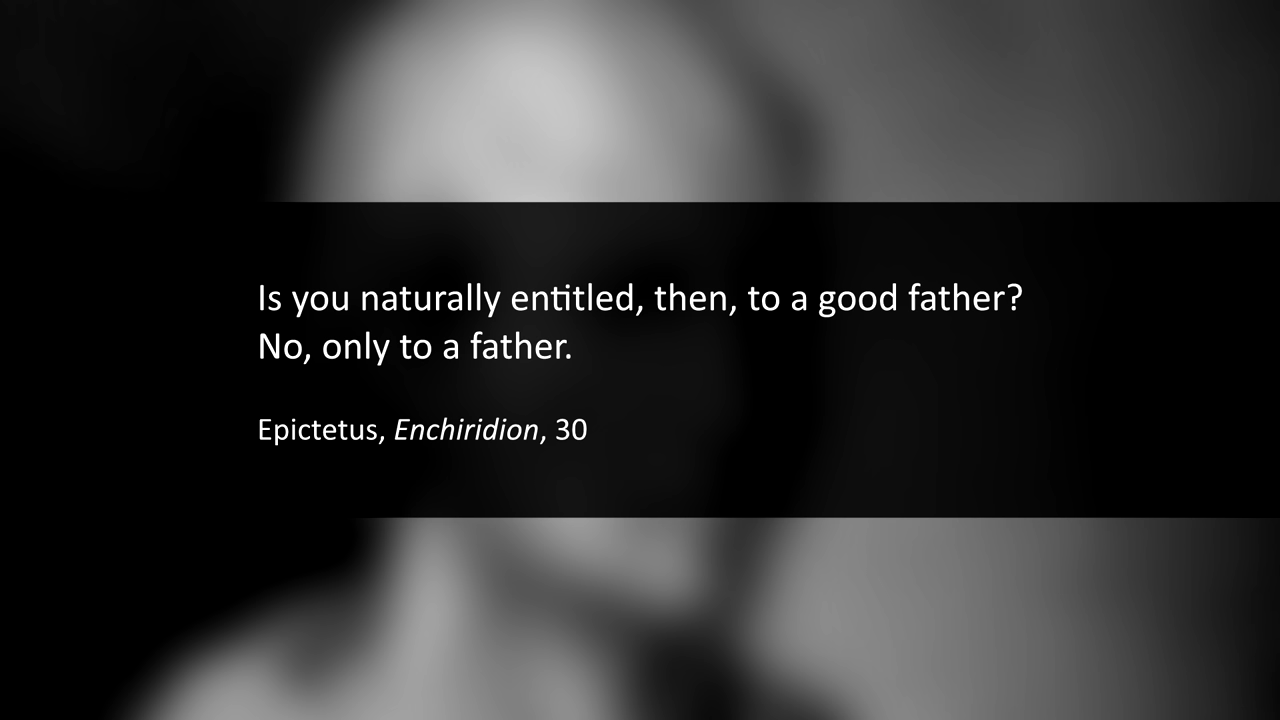 Is you naturally entitled, then, to a good father?
No, only to a father.
Epictetus, Enchiridion, 30